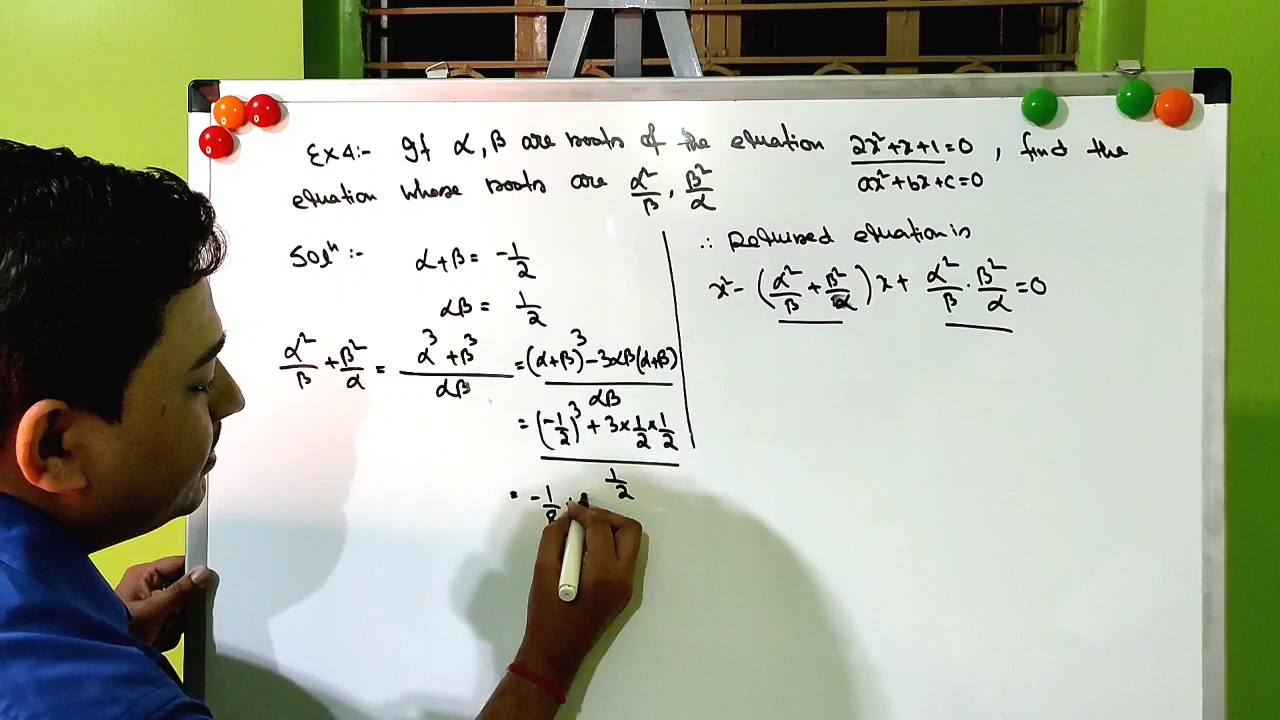 Ex 4:- If α, β are roots of the equation 2x²+x+1=0, find the
ax²+bx+c=0
equation whose roots are α²/β, β²/α
Solⁿ:- α+β = -1/2
αβ = 1/2
α²/β + β²/α = (α³+β³)/αβ = ((α+β)³-3αβ(α+β))/αβ
= ((-1/2)³ + 3×1/2×1/2)/(1/2)
= -1/8
∴ Required equation is
x² - (α²/β + β²/α)x + α²/β · β²/α = 0